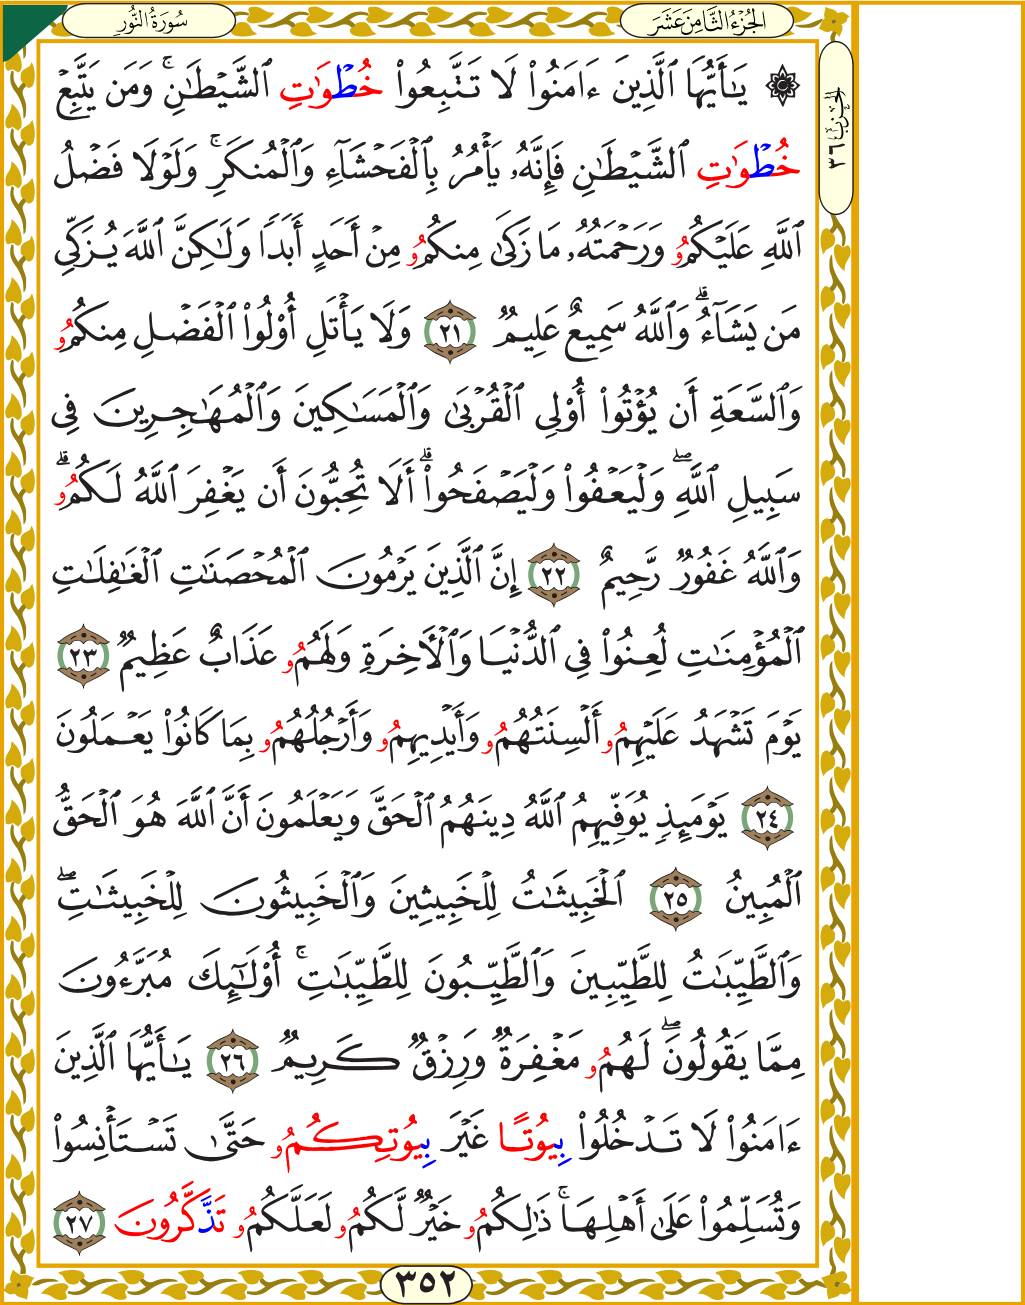 سُورَةُ النُّورِ
الجُزْءُ الثَّامِنَ عَشَرَ
الحزب ٣٦
۞ يَـٰٓأَيُّهَا ٱلَّذِينَ ءَامَنُوا۟ لَا تَتَّبِعُوا۟ خُطْوَٰتِ ٱلشَّيْطَـٰنِ ۚ وَمَن يَتَّبِعْ
خُطْوَٰتِ ٱلشَّيْطَـٰنِ فَإِنَّهُۥ يَأْمُرُ بِٱلْفَحْشَآءِ وَٱلْمُنكَرِ ۚ وَلَوْلَا فَضْلُ
ٱللَّهِ عَلَيْكُمُۥ وَرَحْمَتُهُۥ مَا زَكَىٰ مِنكُمُۥ مِنْ أَحَدٍ أَبَدًا وَلَـٰكِنَّ ٱللَّهَ يُزَكِّى
مَن يَشَآءُ ۗ وَٱللَّهُ سَمِيعٌ عَلِيمٌ ٢١ وَلَا يَأْتَلِ أُو۟لُوا۟ ٱلْفَضْلِ مِنكُمُۥ
وَٱلسَّعَةِ أَن يُؤْتُوٓا۟ أُو۟لِى ٱلْقُرْبَىٰ وَٱلْمَسَـٰكِينَ وَٱلْمُهَـٰجِرِينَ فِى
سَبِيلِ ٱللَّهِ ۖ وَلْيَعْفُوا۟ وَلْيَصْفَحُوٓا۟ ۗ أَلَا تُحِبُّونَ أَن يَغْفِرَ ٱللَّهُ لَكُمُۥ ۗ
وَٱللَّهُ غَفُورٌ رَّحِيمٌ ٢٢ إِنَّ ٱلَّذِينَ يَرْمُونَ ٱلْمُحْصَنَـٰتِ ٱلْغَـٰفِلَـٰتِ
ٱلْمُؤْمِنَـٰتِ لُعِنُوا۟ فِى ٱلدُّنْيَا وَٱلْأَخِرَةِ وَلَهُمُۥ عَذَابٌ عَظِيمٌ ٢٣
يَوْمَ تَشْهَدُ عَلَيْهِمُۥ أَلْسِنَتُهُمُۥ وَأَيْدِيهِمُۥ وَأَرْجُلُهُمُۥ بِمَا كَانُوا۟ يَعْمَلُونَ
٢٤ يَوْمَئِذٍ يُوَفِّيهِمُ ٱللَّهُ دِينَهُمُ ٱلْحَقَّ وَيَعْلَمُونَ أَنَّ ٱللَّهَ هُوَ ٱلْحَقُّ
ٱلْمُبِينُ ٢٥ ٱلْخَبِيثَـٰتُ لِلْخَبِيثِينَ وَٱلْخَبِيثُونَ لِلْخَبِيثَـٰتِ ۖ
وَٱلطَّيِّبَـٰتُ لِلطَّيِّبِينَ وَٱلطَّيِّبُونَ لِلطَّيِّبَـٰتِ ۚ أُو۟لَـٰٓئِكَ مُبَرَّءُونَ
مِمَّا يَقُولُونَ ۖ لَهُمُۥ مَغْفِرَةٌ وَرِزْقٌ كَرِيمٌ ٢٦ يَـٰٓأَيُّهَا ٱلَّذِينَ
ءَامَنُوا۟ لَا تَدْخُلُوا۟ بِيُوتًا غَيْرَ بِيُوتِكُمُۥ حَتَّىٰ تَسْتَأْنِسُوا۟
وَتُسَلِّمُوا۟ عَلَىٰٓ أَهْلِهَا ۚ ذَٰلِكُمُۥ خَيْرٌ لَّكُمُۥ لَعَلَّكُمُۥ تَذَّكَّرُونَ ٢٧
٣٥٢